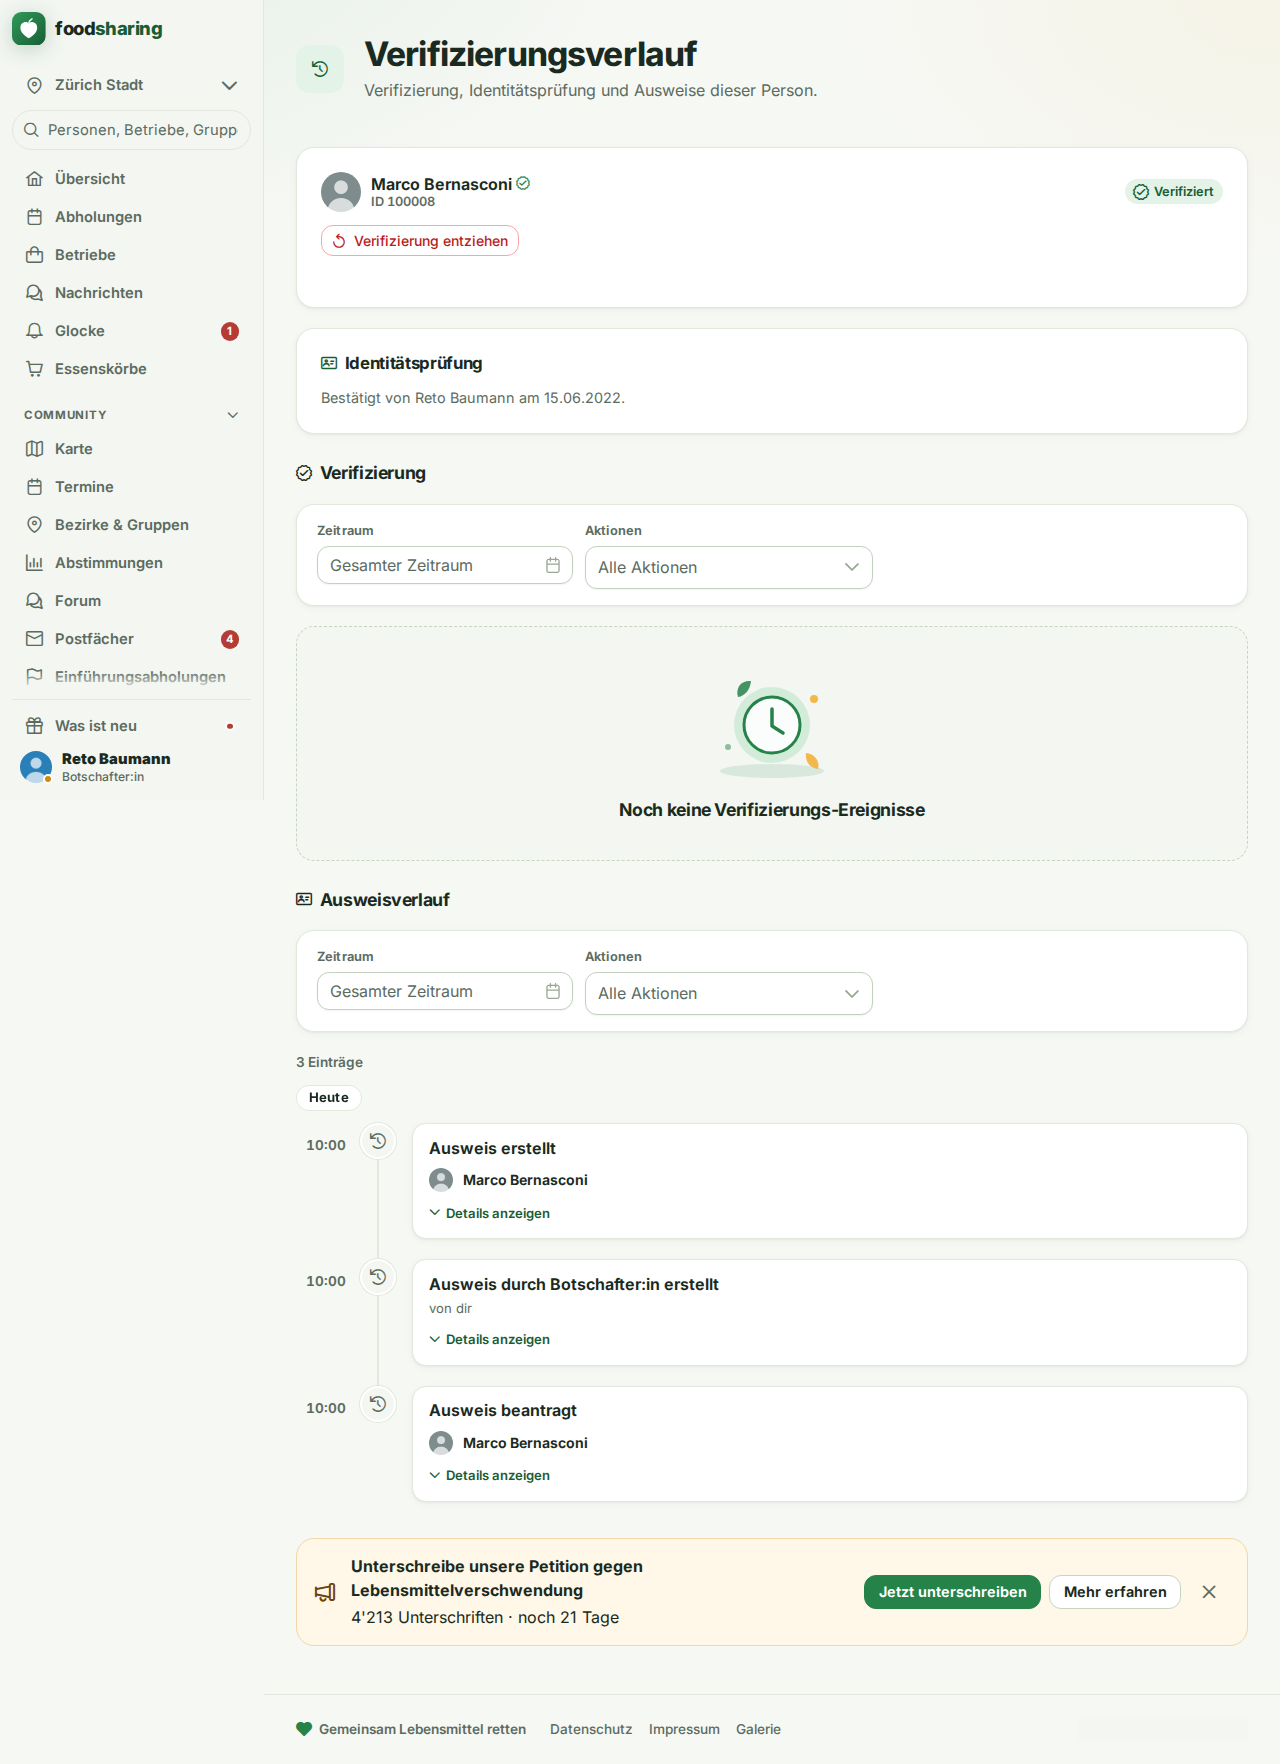 foodsharing
Zürich Stadt
Personen, Betriebe, Grupp
Übersicht
Abholungen
Betriebe
Nachrichten
Glocke 1
Essenskörbe
COMMUNITY
Karte
Termine
Bezirke & Gruppen
Abstimmungen
Forum
Postfächer 4
Einführungsabholungen
Was ist neu
Reto Baumann
Botschafter:in
Verifizierungsverlauf
Verifizierung, Identitätsprüfung und Ausweise dieser Person.
Marco Bernasconi
ID 100008
Verifiziert
Verifizierung entziehen
Identitätsprüfung
Bestätigt von Reto Baumann am 15.06.2022.
Verifizierung
Zeitraum Aktionen
Gesamter Zeitraum Alle Aktionen
Noch keine Verifizierungs-Ereignisse
Ausweisverlauf
Zeitraum Aktionen
Gesamter Zeitraum Alle Aktionen
3 Einträge
Heute
10:00 Ausweis erstellt
Marco Bernasconi
Details anzeigen
10:00 Ausweis durch Botschafter:in erstellt
von dir
Details anzeigen
10:00 Ausweis beantragt
Marco Bernasconi
Details anzeigen
Unterschreibe unsere Petition gegen
Lebensmittelverschwendung
4'213 Unterschriften · noch 21 Tage
Jetzt unterschreiben Mehr erfahren
Gemeinsam Lebensmittel retten Datenschutz Impressum Galerie